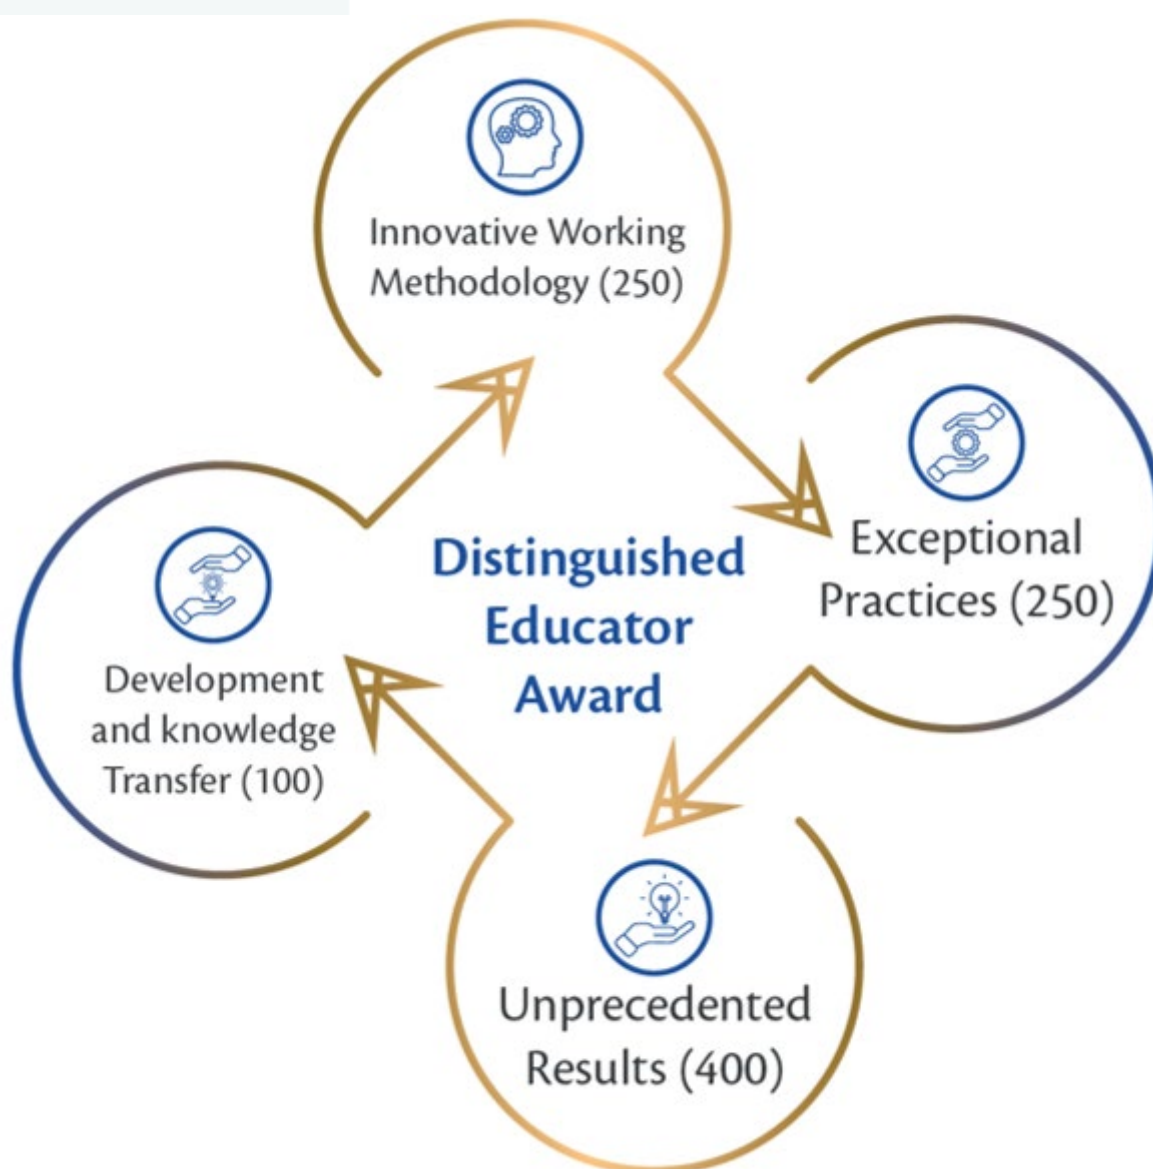 Innovative Working
Methodology (250)
Exceptional
Practices (250)
Distinguished
Educator
Award
Development
and knowledge
Transfer (100)
Unprecedented
Results (400)